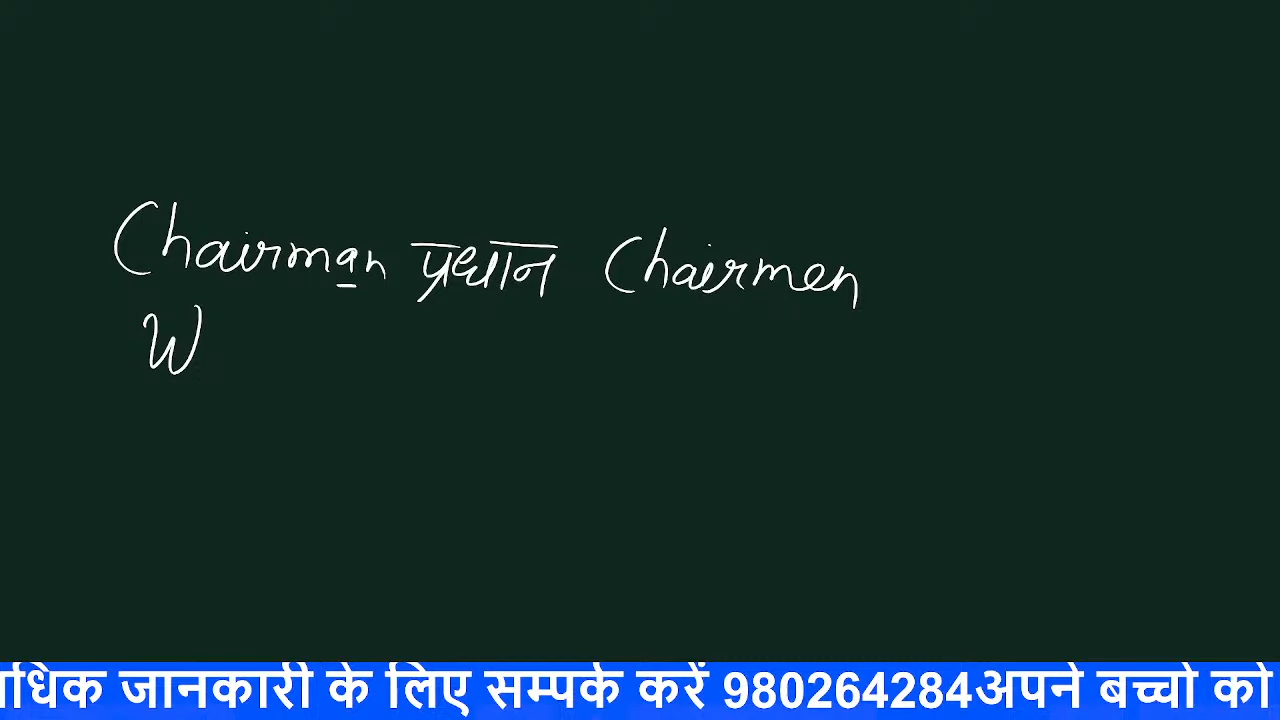 Chairman प्रधान Chairmen
W
ाधिक जानकारी के लिए सम्पर्क करें 980264284अपने बच्चो को